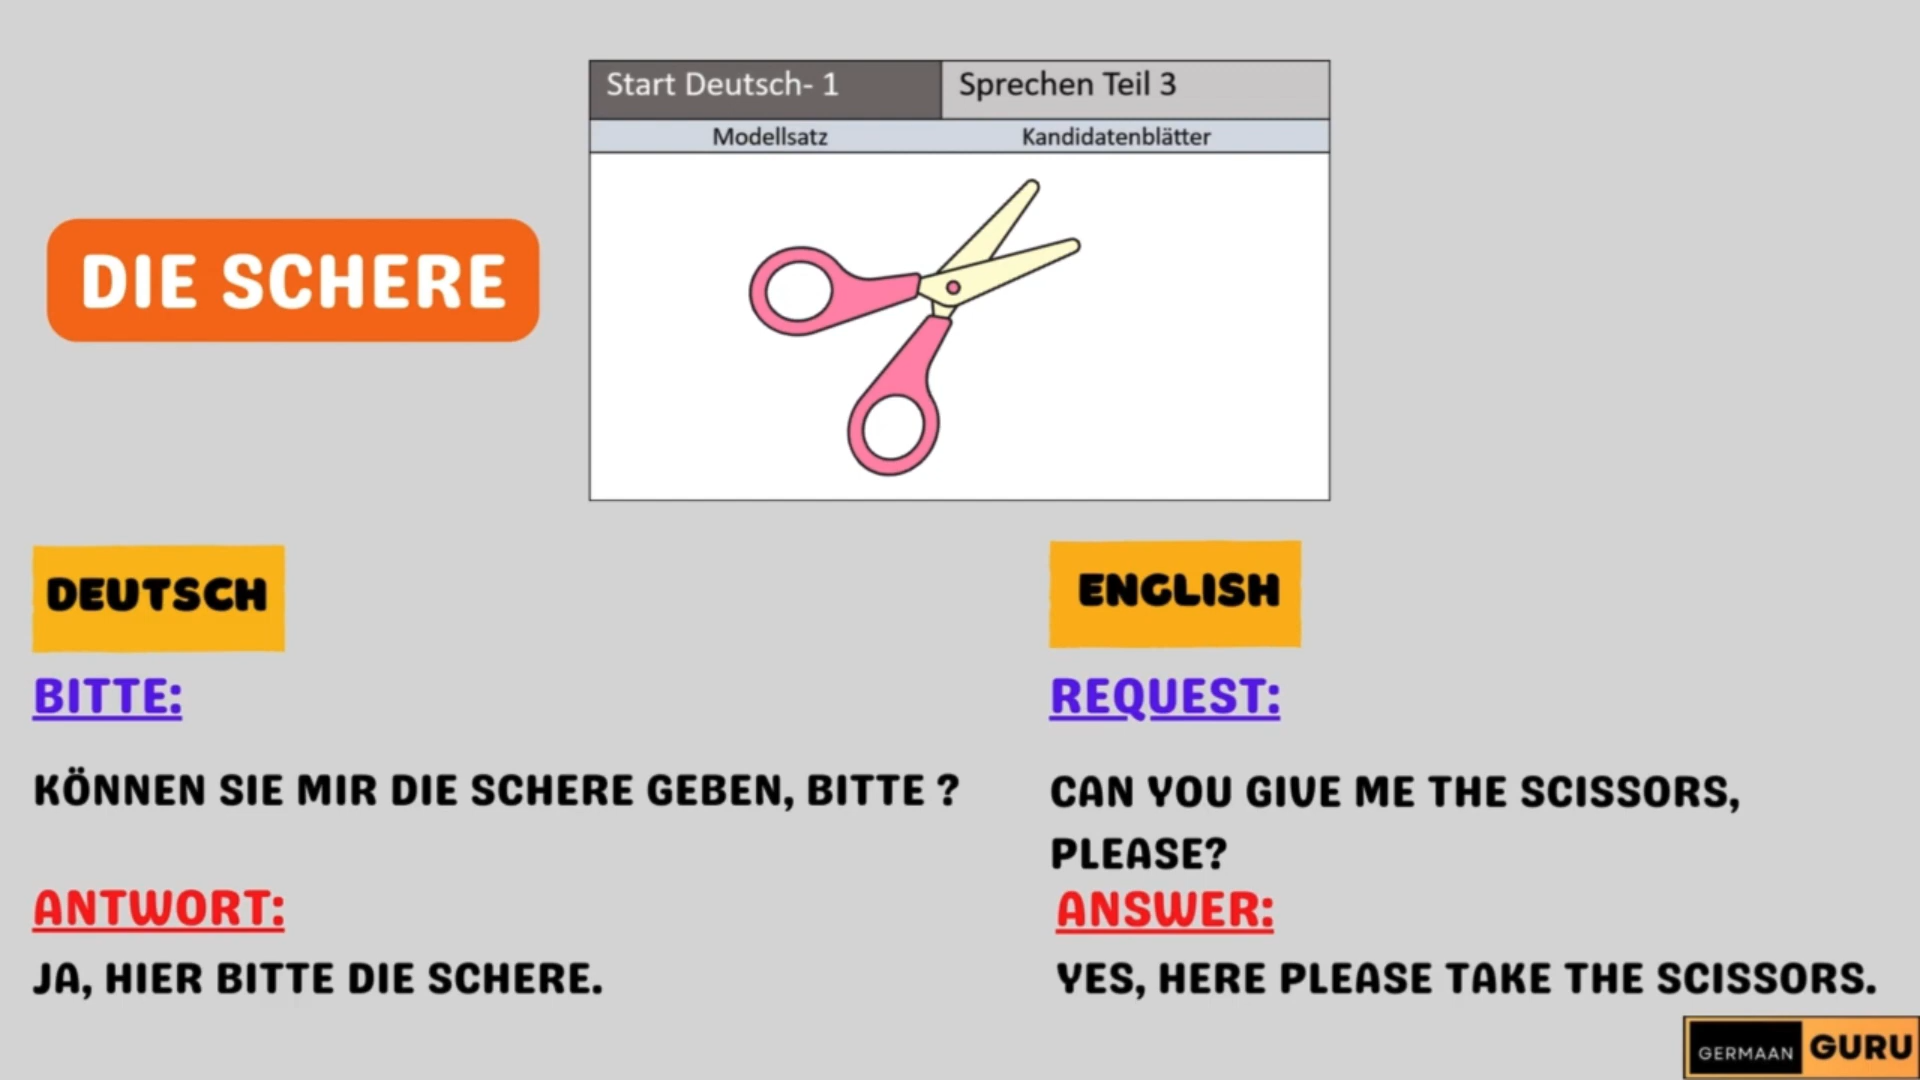 Start Deutsch- 1
Sprechen Teil 3
Modellsatz
Kandidatenblätter
DIE SCHERE
DEUTSCH
BITTE:
KÖNNEN SIE MIR DIE SCHERE GEBEN, BITTE ?
ANTWORT:
JA, HIER BITTE DIE SCHERE.
ENGLISH
REQUEST:
CAN YOU GIVE ME THE SCISSORS,
PLEASE?
ANSWER:
YES, HERE PLEASE TAKE THE SCISSORS.
GERMAAN GURU